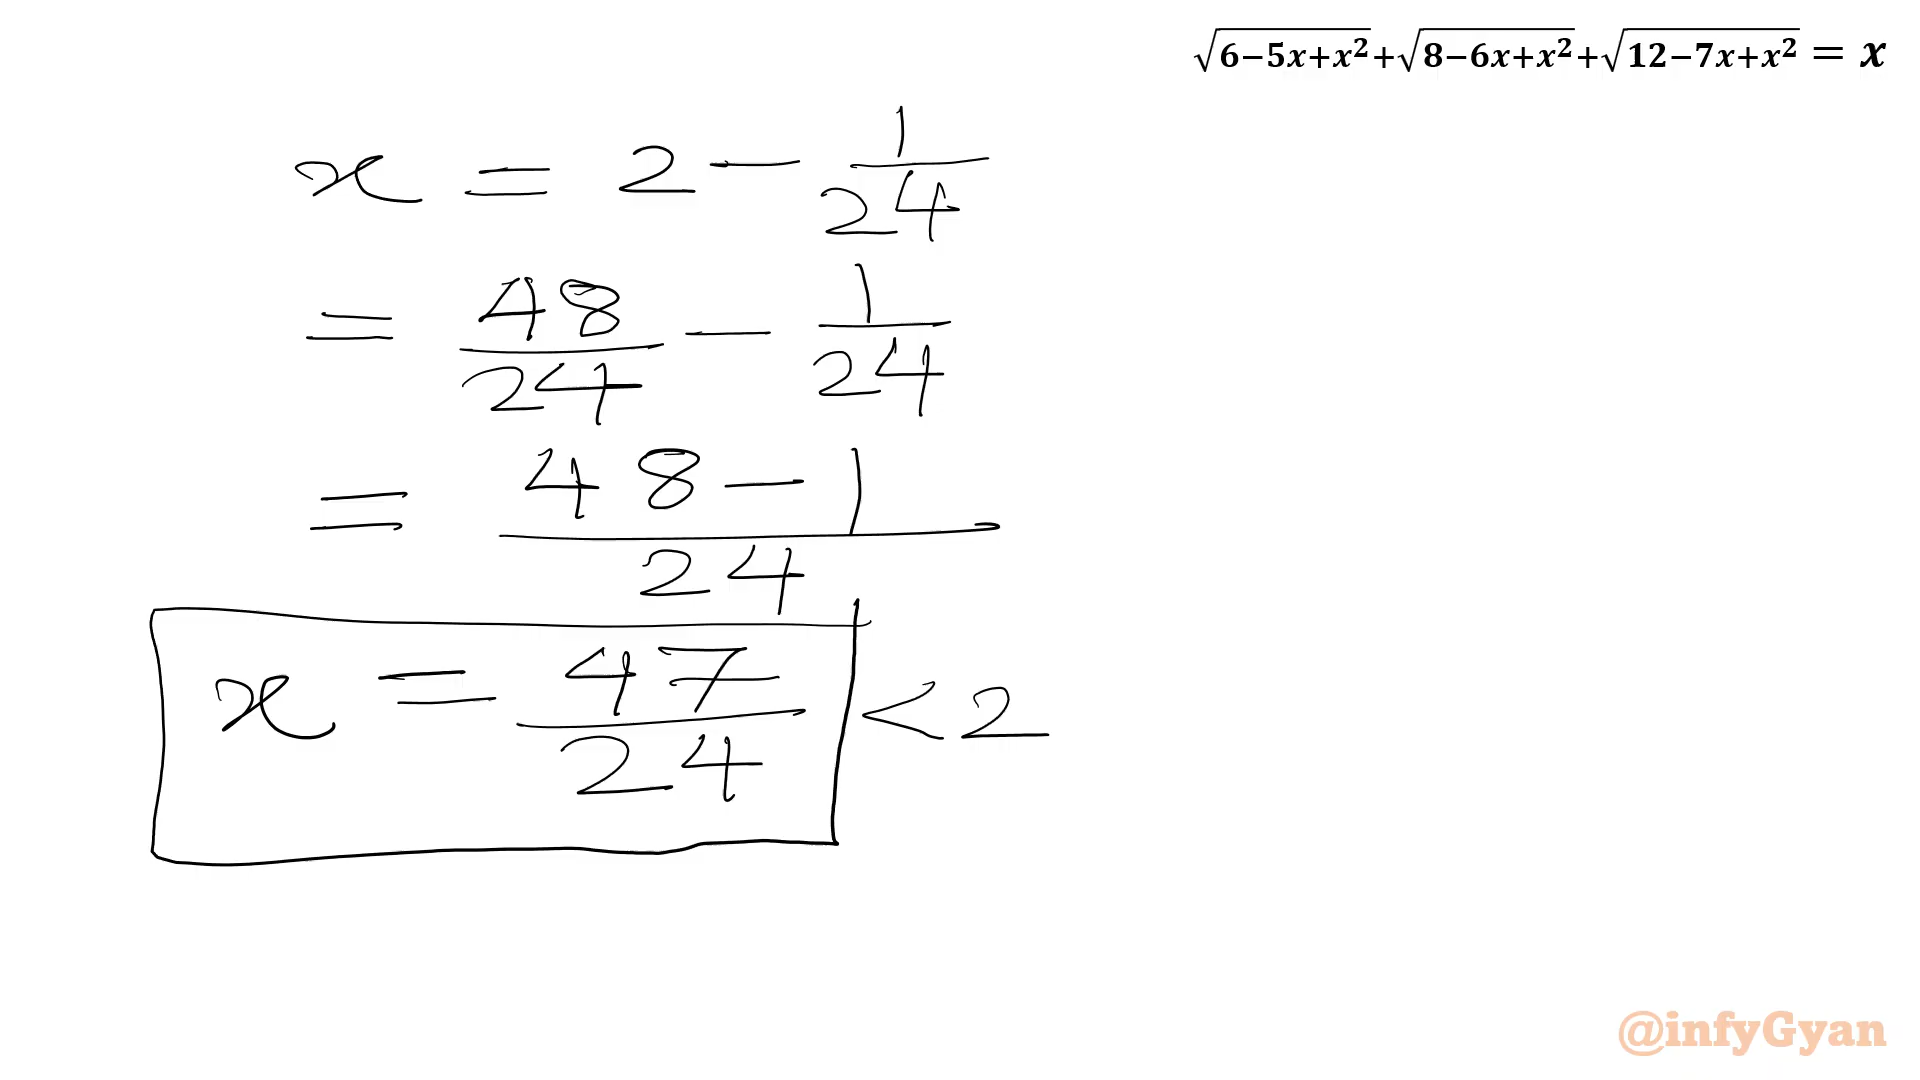 √(6−5x+x²)+√(8−6x+x²)+√(12−7x+x²) = x
x = 2 − 1/24
= 48/24 − 1/24
= (48 − 1)/24
x = 47/24 < 2
@infyGyan